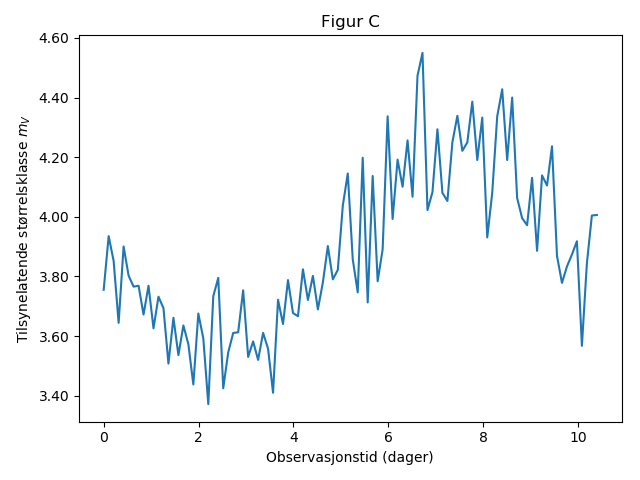 Figur C
Tilsynelatende størrelsklasse m_V
4.60
4.40
4.20
4.00
3.80
3.60
3.40
0 2 4 6 8 10
Observasjonstid (dager)